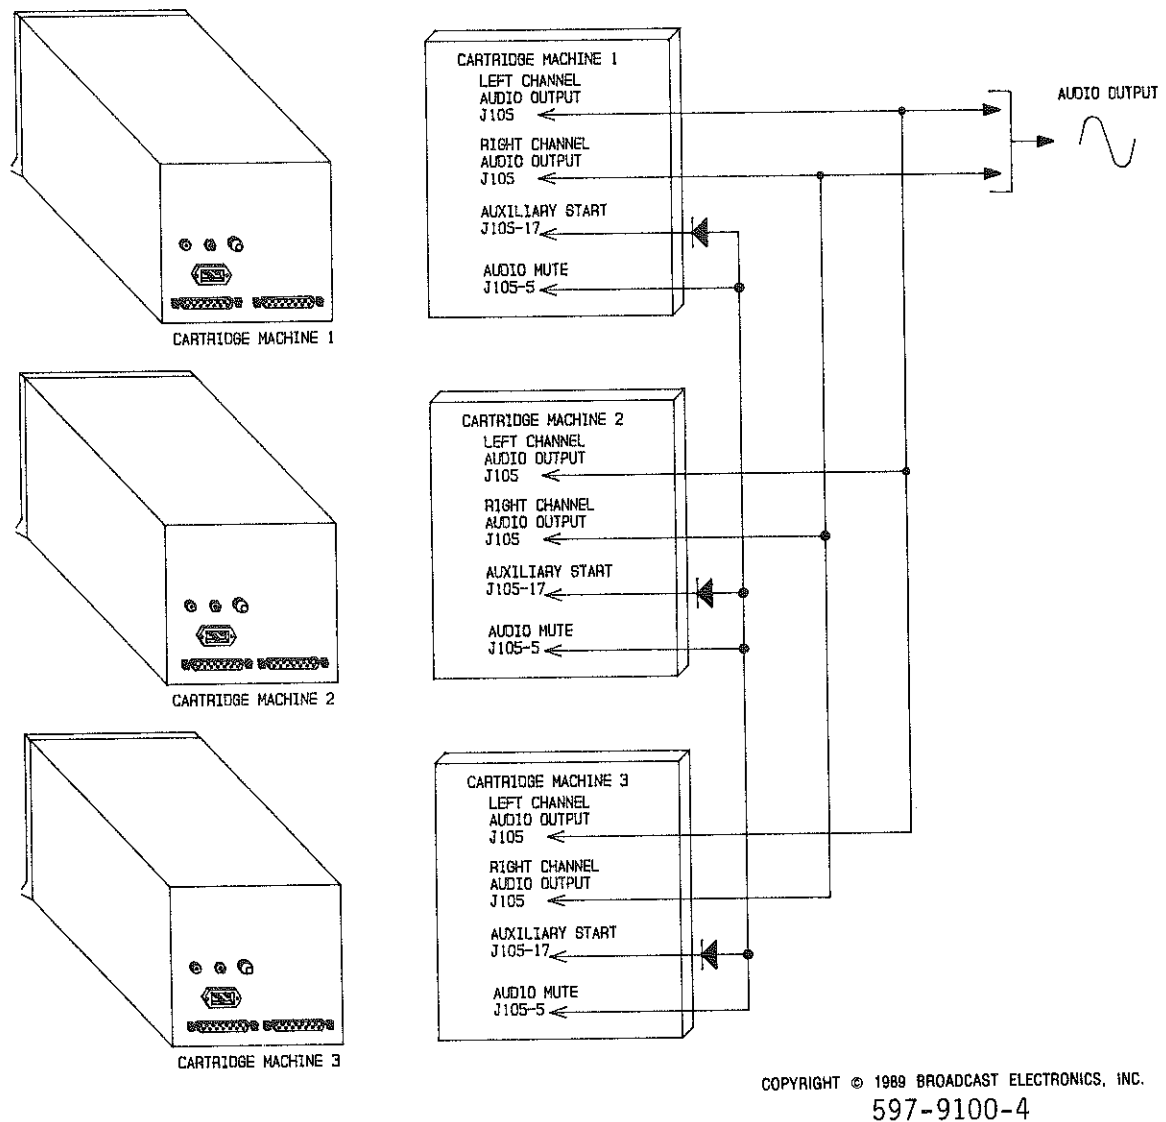 CARTRIDGE MACHINE 1
CARTRIDGE MACHINE 1
LEFT CHANNEL
AUDIO OUTPUT
J105
RIGHT CHANNEL
AUDIO OUTPUT
J105
AUXILIARY START
J105-17
AUDIO MUTE
J105-5
AUDIO OUTPUT
CARTRIDGE MACHINE 2
CARTRIDGE MACHINE 2
LEFT CHANNEL
AUDIO OUTPUT
J105
RIGHT CHANNEL
AUDIO OUTPUT
J105
AUXILIARY START
J105-17
AUDIO MUTE
J105-5
CARTRIDGE MACHINE 3
CARTRIDGE MACHINE 3
LEFT CHANNEL
AUDIO OUTPUT
J105
RIGHT CHANNEL
AUDIO OUTPUT
J105
AUXILIARY START
J105-17
AUDIO MUTE
J105-5
COPYRIGHT © 1989 BROADCAST ELECTRONICS, INC.
597-9100-4